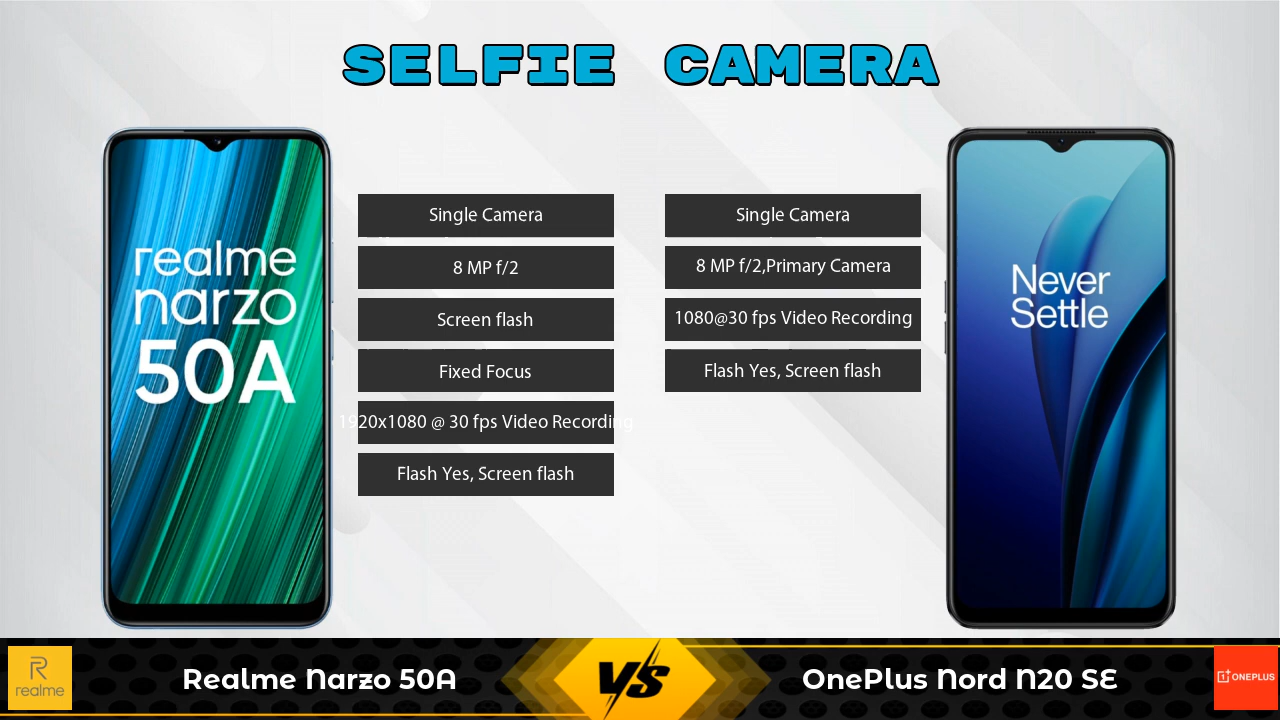 SELFIE CAMERA
realme
narzo
50A
Single Camera
8 MP f/2
Screen flash
Fixed Focus
1920x1080 @ 30 fps Video Recording
Flash Yes, Screen flash
Single Camera
8 MP f/2,Primary Camera
1080@30 fps Video Recording
Flash Yes, Screen flash
Never
Settle
R
realme
Realme Narzo 50A
VS
OnePlus Nord N20 SE
1+ ONEPLUS